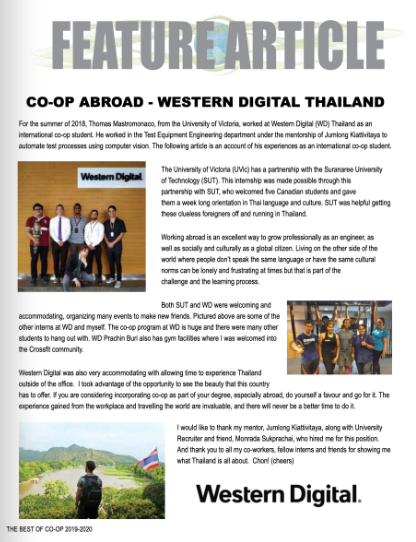 FEATURE ARTICLE
CO-OP ABROAD - WESTERN DIGITAL THAILAND
For the summer of 2018, Thomas Mastromonaco, from the University of Victoria, worked at Western Digital (WD) Thailand as an
international co-op student. He worked in the Test Equipment Engineering department under the mentorship of Jumlong Kiattivitaya to
automate test processes using computer vision. The following article is an account of his experiences as an international co-op student.
Western Digital
The University of Victoria (UVic) has a partnership with the Suranaree University
of Technology (SUT). This internship was made possible through this
partnership with SUT, who welcomed five Canadian students and gave
them a week long orientation in Thai language and culture. SUT was helpful getting
these clueless foreigners off and running in Thailand.
Working abroad is an excellent way to grow professionally as an engineer, as
well as socially and culturally as a global citizen. Living on the other side of the
world where people don't speak the same language or have the same cultural
norms can be lonely and frustrating at times but that is part of the
challenge and the learning process.
Both SUT and WD were welcoming and
accommodating, organizing many events to make new friends. Pictured above are some of the
other interns at WD and myself. The co-op program at WD is huge and there were many other
students to hang out with. WD Prachin Buri also has gym facilities where I was welcomed into
the Crossfit community.
Western Digital was also very accommodating with allowing time to experience Thailand
outside of the office. I took advantage of the opportunity to see the beauty that this country
has to offer. If you are considering incorporating co-op as part of your degree, especially abroad, do yourself a favour and go for it. The
experience gained from the workplace and travelling the world are invaluable, and there will never be a better time to do it.
I would like to thank my mentor, Jumlong Kiattivitaya, along with University
Recruiter and friend, Monrada Sukprachai, who hired me for this position.
And thank you to all my co-workers, fellow interns and friends for showing me
what Thailand is all about. Chon! (cheers)
Western Digital.
THE BEST OF CO-OP 2019-2020